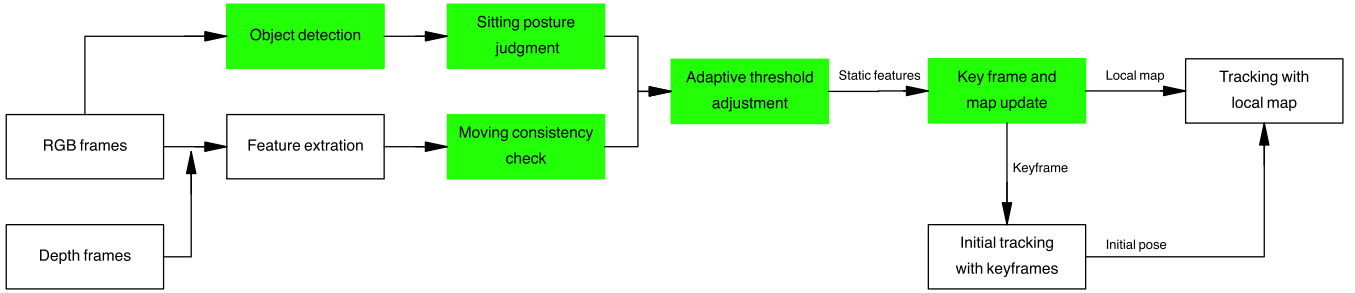 Object detection
Sitting posture
judgment
RGB frames
Feature extration
Moving consistency
check
Depth frames
Adaptive threshold
adjustment
Static features
Key frame and
map update
Local map
Tracking with
local map
Keyframe
Initial tracking
with keyframes
Initial pose